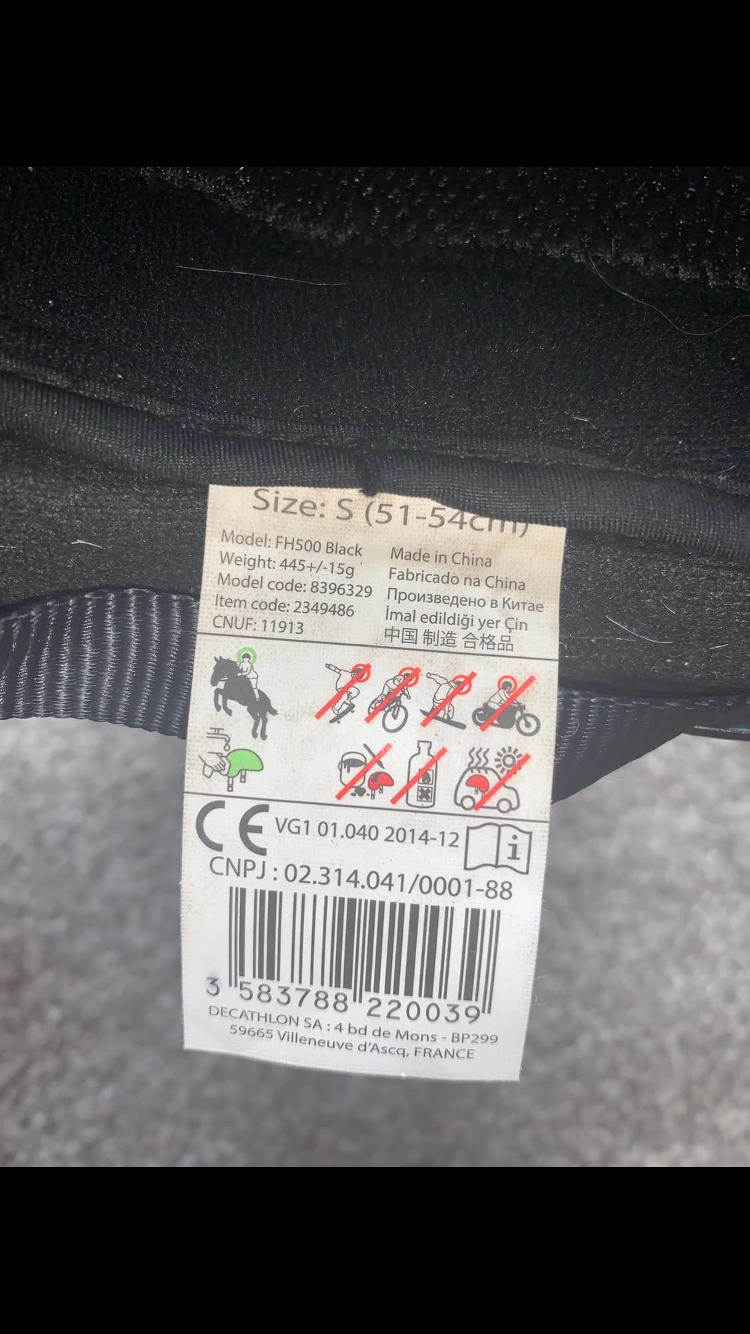 Size: S (51-54cm)
Model: FH500 Black
Weight: 445+/-15g
Model code: 8396329
Item code: 2349486
CNUF: 11913
Made in China
Fabricado na China
Произведено в Китае
İmal edildiği yer Çin
中国 制造 合格品
CE VG1 01.040 2014-12 i
CNPJ : 02.314.041/0001-88
3 583788 220039
DECATHLON SA : 4 bd de Mons - BP299
59665 Villeneuve d'Ascq, FRANCE